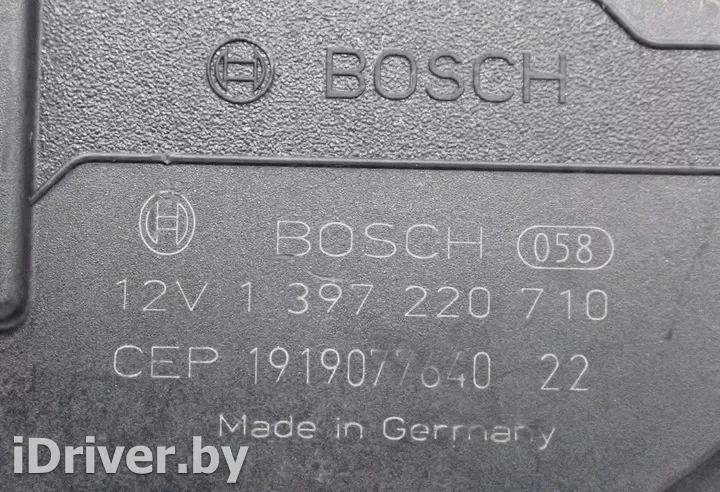 BOSCH
BOSCH 058
12V 1 397 220 710
CEP 1919077640 22
Made in Germany
iDriver.by